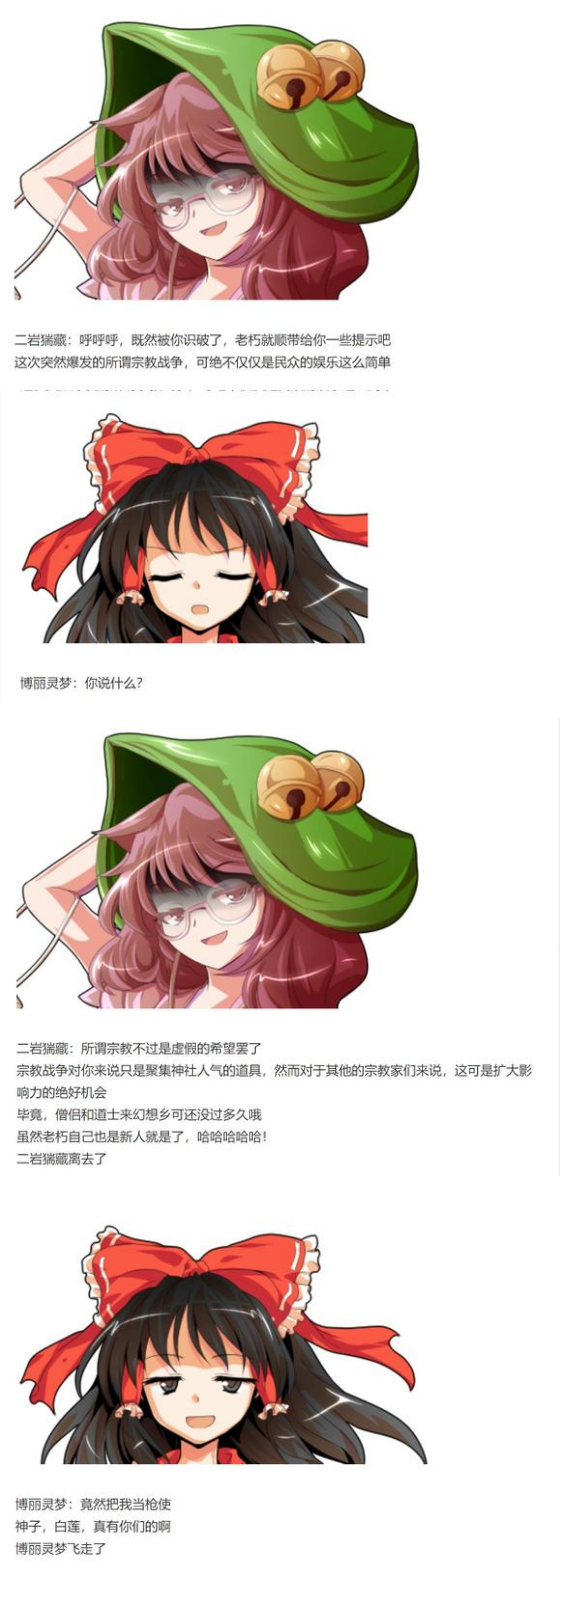 二岩猯藏：呼呼呼，既然被你识破了，老朽就顺带给你一些提示吧
这次突然爆发的所谓宗教战争，可绝不仅仅是民众的娱乐这么简单
博丽灵梦：你说什么？
二岩猯藏：所谓宗教不过是虚假的希望罢了
宗教战争对你来说只是聚集神社人气的道具，然而对于其他的宗教家们来说，这可是扩大影
响力的绝好机会
毕竟，僧侣和道士来幻想乡可还没过多久哦
虽然老朽自己也是新人就是了，哈哈哈哈哈！
二岩猯藏离去了
博丽灵梦：竟然把我当枪使
神子，白莲，真有你们的啊
博丽灵梦飞走了